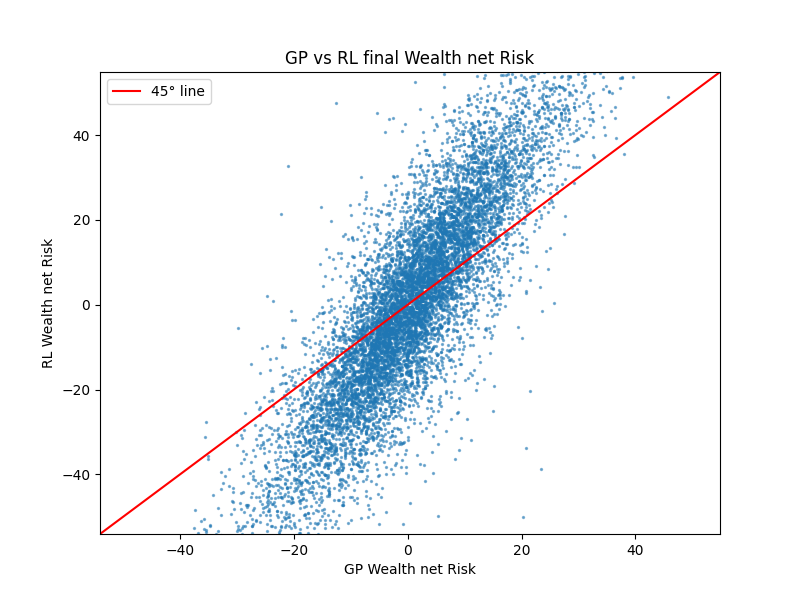 GP vs RL final Wealth net Risk
45° line
40
20
0
−20
−40
RL Wealth net Risk
−40
−20
0
20
40
GP Wealth net Risk